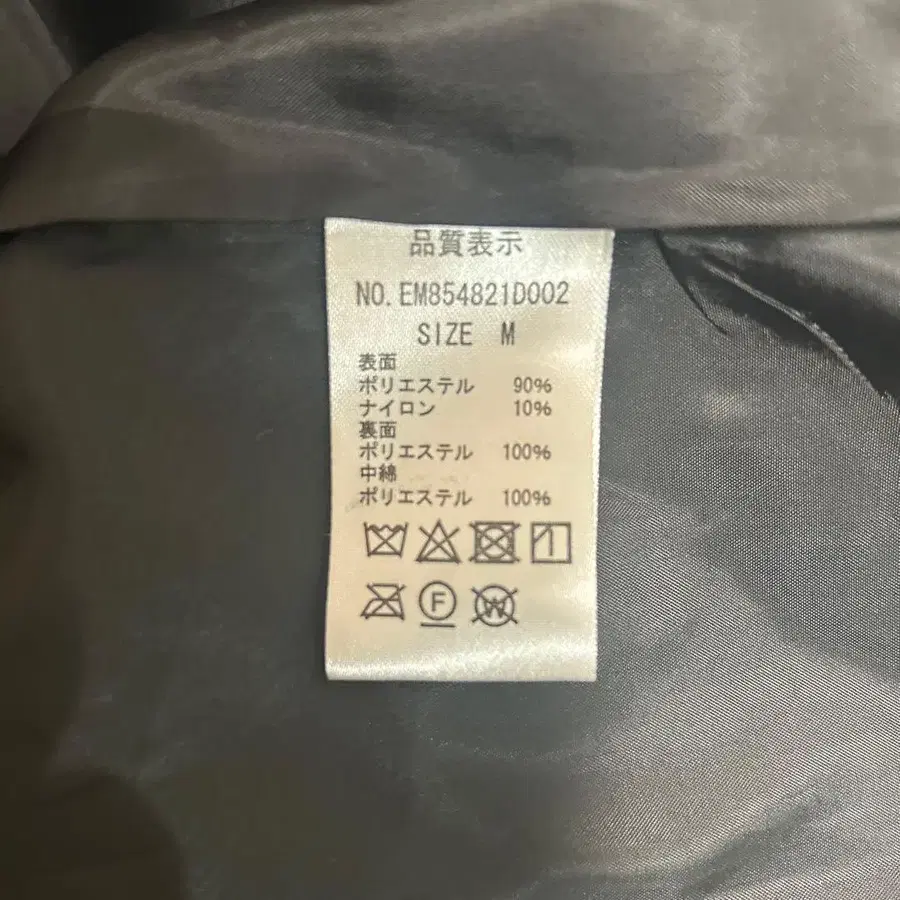 品質表示
NO. EM854821D002
SIZE M
表面
ポリエステル 90%
ナイロン 10%
裏面
ポリエステル 100%
中綿
ポリエステル 100%
F
W